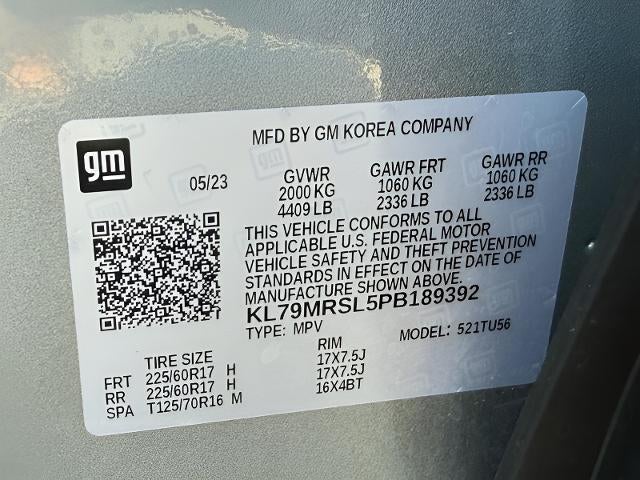 MFD BY GM KOREA COMPANY
gm
05/23
GVWR GAWR FRT GAWR RR
2000 KG 1060 KG 1060 KG
4409 LB 2336 LB 2336 LB
THIS VEHICLE CONFORMS TO ALL
APPLICABLE U.S. FEDERAL MOTOR
VEHICLE SAFETY AND THEFT PREVENTION
STANDARDS IN EFFECT ON THE DATE OF
MANUFACTURE SHOWN ABOVE.
KL79MRSL5PB189392
TYPE: MPV MODEL: 521TU56
TIRE SIZE RIM
FRT 225/60R17 H 17X7.5J
RR 225/60R17 H 17X7.5J
SPA T125/70R16 M 16X4BT